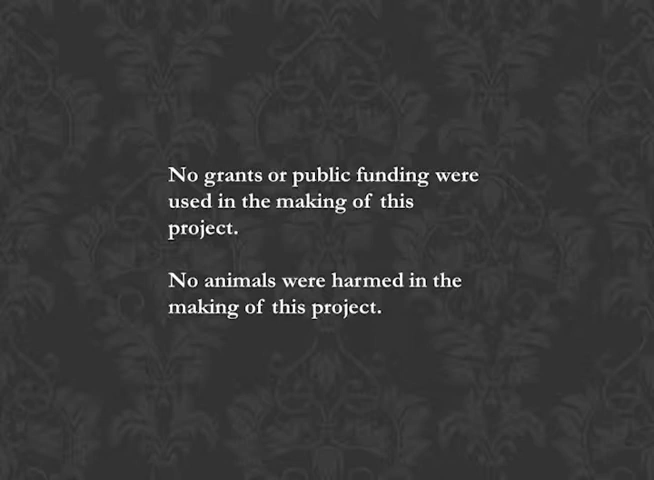 No grants or public funding were
used in the making of this
project.
No animals were harmed in the
making of this project.